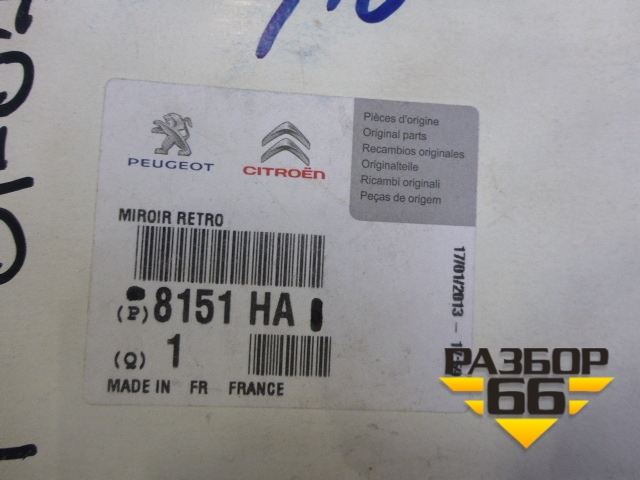 PEUGEOT
CITROËN
Pièces d'origine
Original parts
Recambios originales
Originalteile
Ricambi originali
Peças de origem
MIROIR RETRO
(P) 8151 HA
(Q) 1
MADE IN FR FRANCE
17/01/2013 -
РАЗБОР
66